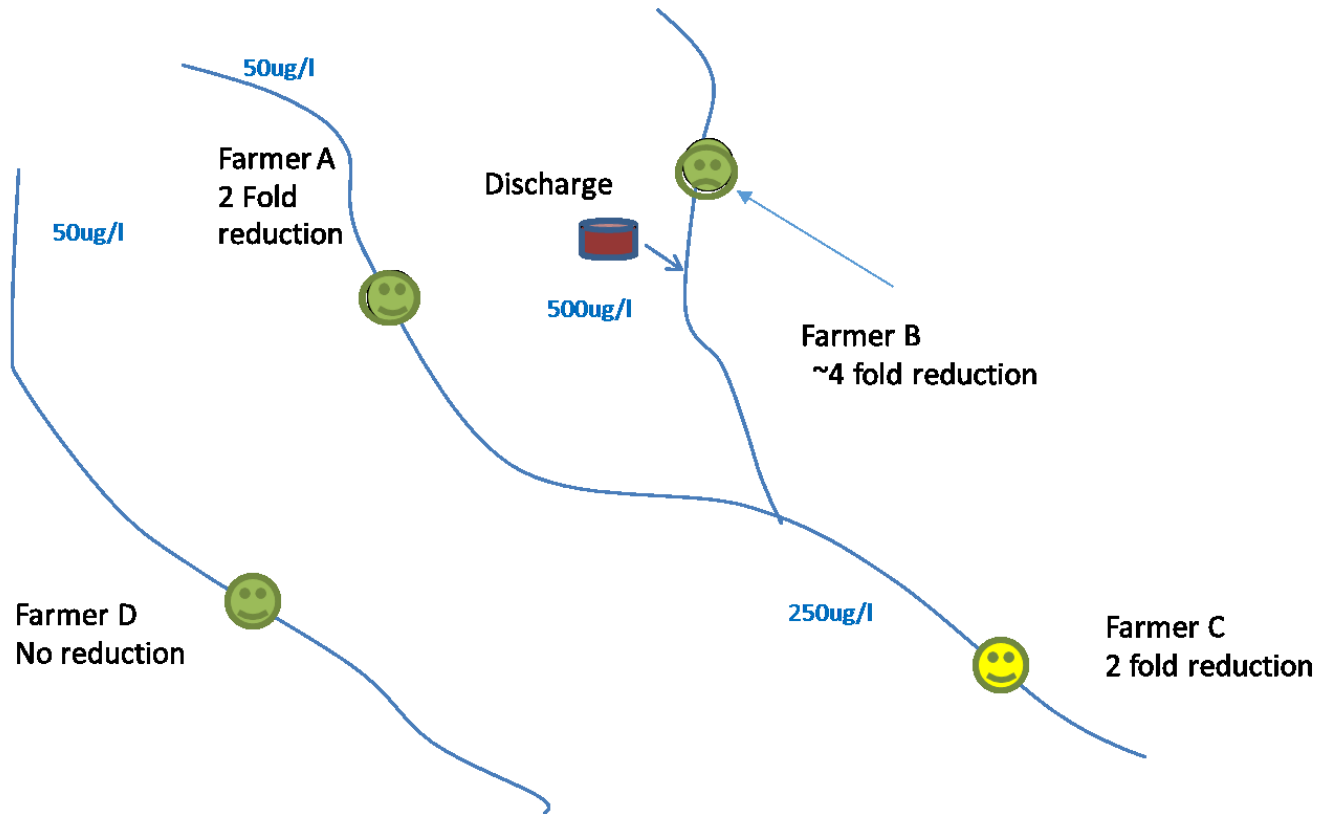 50ug/l
Farmer A
2 Fold
reduction
Discharge
50ug/l
500ug/l
Farmer B
~4 fold reduction
Farmer D
No reduction
250ug/l
Farmer C
2 fold reduction